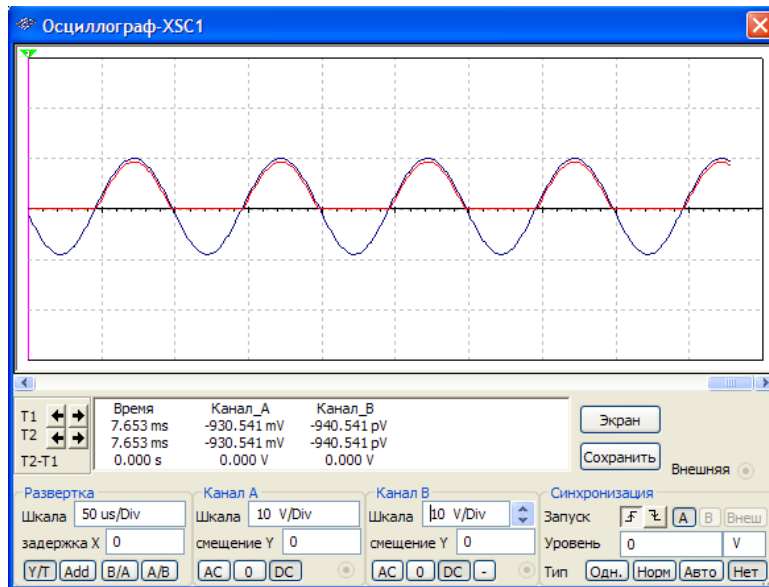 Осциллограф-XSC1
Время Канал_A Канал_B
T1 7.653 ms -930.541 mV -940.541 pV
T2 7.653 ms -930.541 mV -940.541 pV
T2-T1 0.000 s 0.000 V 0.000 V
Экран
Сохранить
Внешняя
Развертка
Шкала 50 us/Div
задержка X 0
Y/T Add B/A A/B
Канал A
Шкала 10 V/Div
смещение Y 0
AC 0 DC
Канал B
Шкала 10 V/Div
смещение Y 0
AC 0 DC -
Синхронизация
Запуск A B Внеш
Уровень 0 V
Тип Одн. Норм Авто Нет